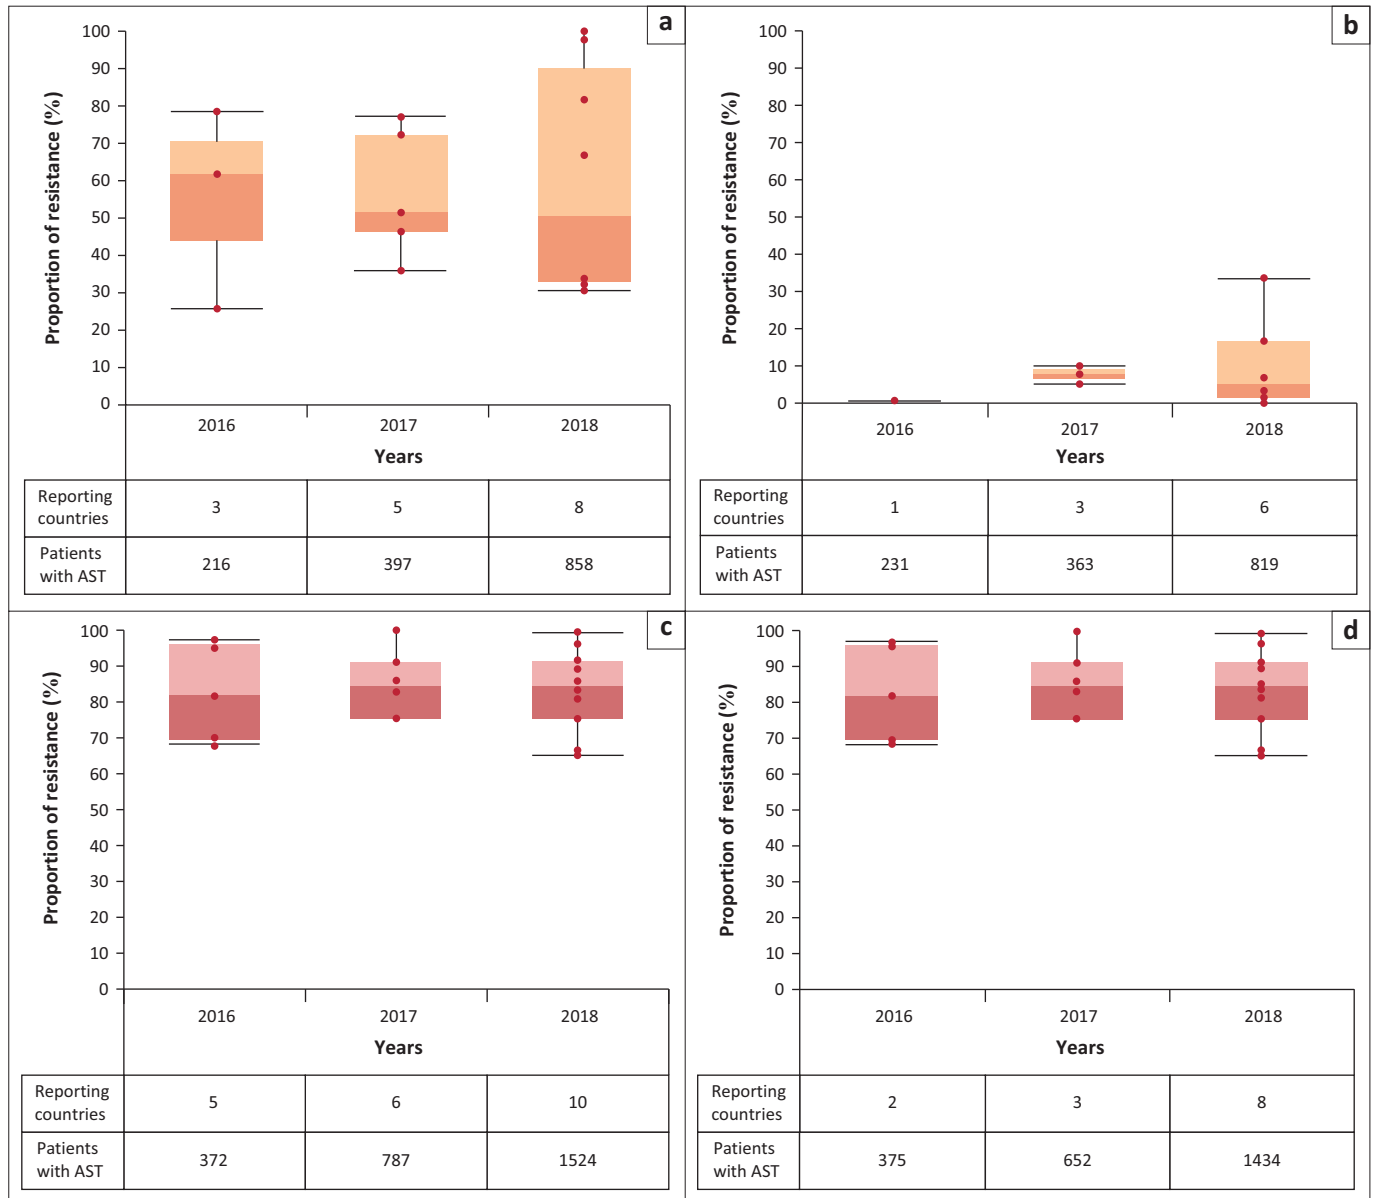 a
Proportion of resistance (%)
100
90
80
70
60
50
40
30
20
10
0
2016 2017 2018
Years
Reporting countries 3 5 8
Patients with AST 216 397 858
b
Proportion of resistance (%)
100
90
80
70
60
50
40
30
20
10
0
2016 2017 2018
Years
Reporting countries 1 3 6
Patients with AST 231 363 819
c
Proportion of resistance (%)
100
90
80
70
60
50
40
30
20
10
0
2016 2017 2018
Years
Reporting countries 5 6 10
Patients with AST 372 787 1524
d
Proportion of resistance (%)
100
90
80
70
60
50
40
30
20
10
0
2016 2017 2018
Years
Reporting countries 2 3 8
Patients with AST 375 652 1434